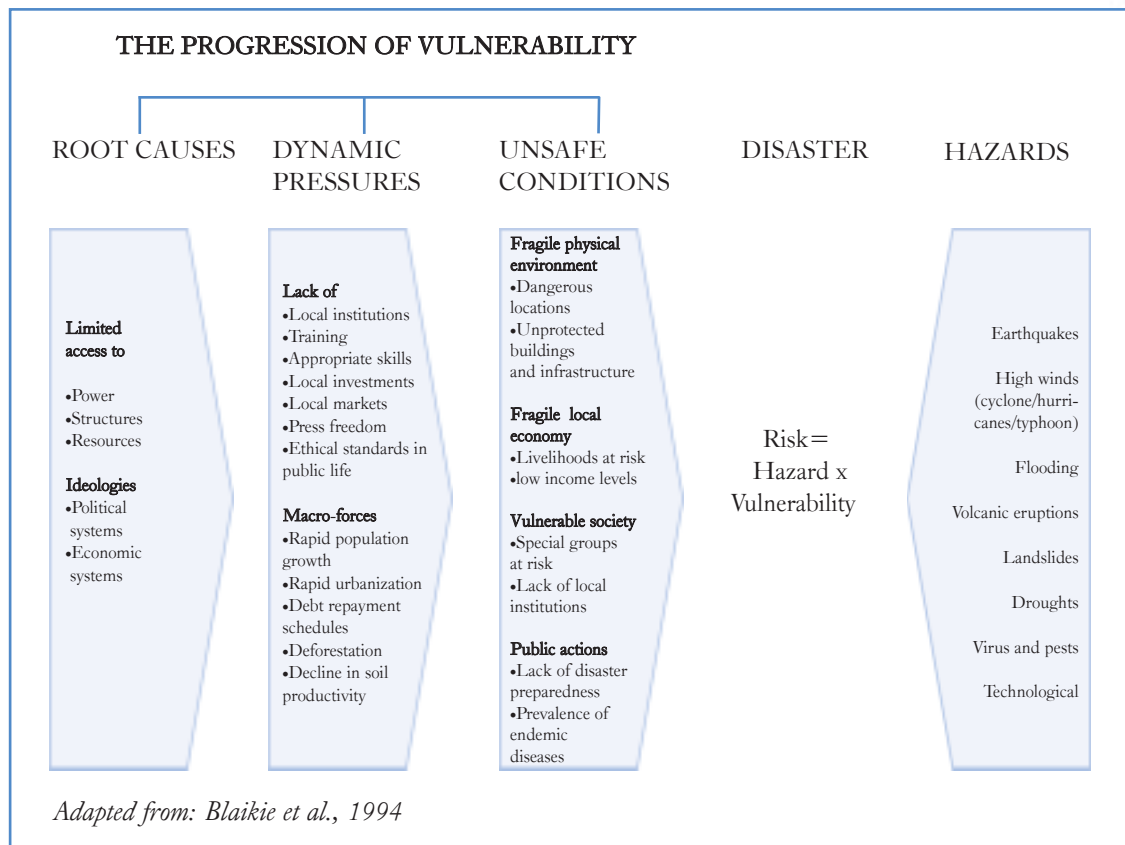 THE PROGRESSION OF VULNERABILITY
ROOT CAUSES
DYNAMIC
PRESSURES
UNSAFE
CONDITIONS
DISASTER
HAZARDS
Limited
access to
•Power
•Structures
•Resources
Ideologies
•Political
systems
•Economic
systems
Lack of
•Local institutions
•Training
•Appropriate skills
•Local investments
•Local markets
•Press freedom
•Ethical standards in
public life
Macro-forces
•Rapid population
growth
•Rapid urbanization
•Debt repayment
schedules
•Deforestation
•Decline in soil
productivity
Fragile physical
environment
•Dangerous
locations
•Unprotected
buildings
and infrastructure
Fragile local
economy
•Livelihoods at risk
•low income levels
Vulnerable society
•Special groups
at risk
•Lack of local
institutions
Public actions
•Lack of disaster
preparedness
•Prevalence of
endemic
diseases
Risk=
Hazard x
Vulnerability
Earthquakes
High winds
(cyclone/hurri-
canes/typhoon)
Flooding
Volcanic eruptions
Landslides
Droughts
Virus and pests
Technological
Adapted from: Blaikie et al., 1994